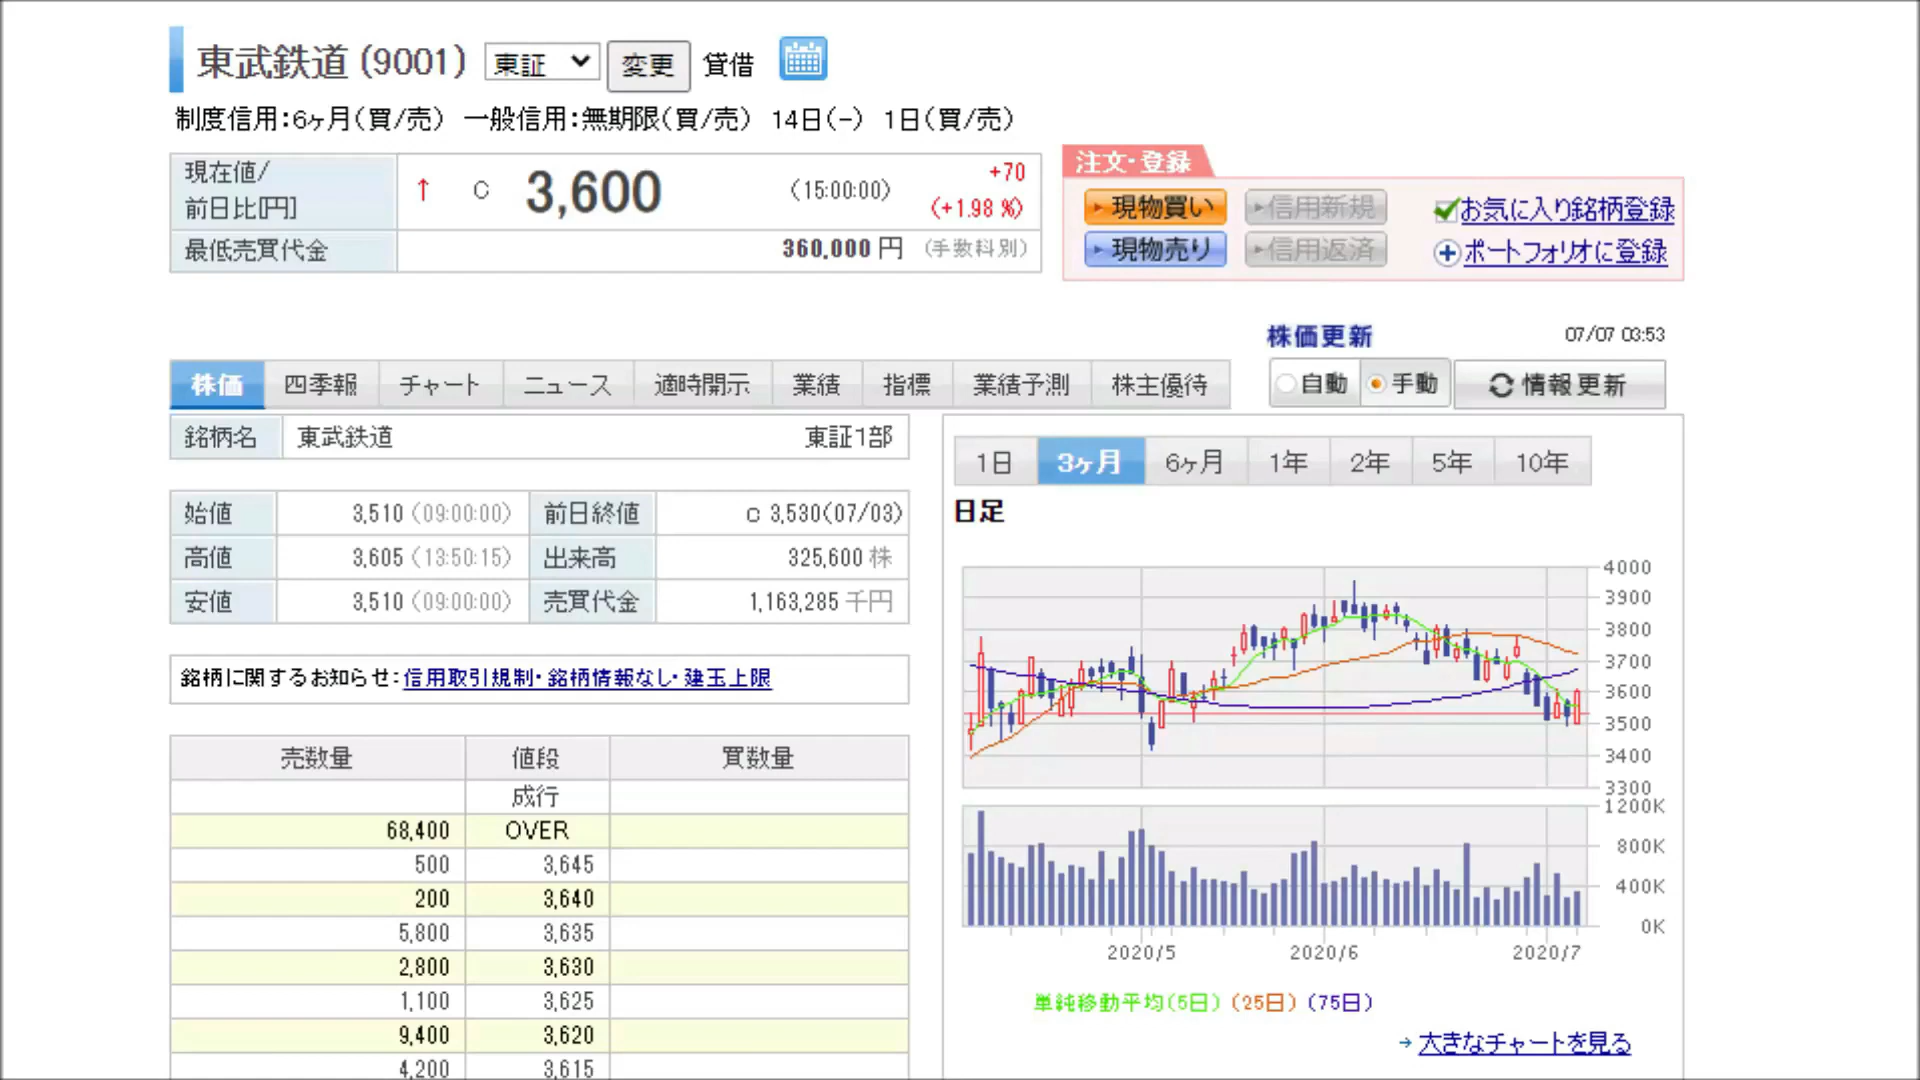 東武鉄道 (9001) 東証 変更 貸借
制度信用:6ヶ月(買/売) 一般信用:無期限(買/売) 14日(-) 1日(買/売)
現在値/
前日比[円]
↑ C 3,600 (15:00:00) +70
(+1.98 %)
最低売買代金 360,000 円 (手数料別)
注文・登録
現物買い 信用新規 お気に入り銘柄登録
現物売り 信用返済 ポートフォリオに登録
株価更新 07/07 03:53
自動 手動 情報更新
株価 四季報 チャート ニュース 適時開示 業績 指標 業績予測 株主優待
銘柄名 東武鉄道 東証1部
始値 3,510 (09:00:00) 前日終値 C 3,530(07/03)
高値 3,605 (13:50:15) 出来高 325,600 株
安値 3,510 (09:00:00) 売買代金 1,163,285 千円
銘柄に関するお知らせ:信用取引規制・銘柄情報なし・建玉上限
売数量 値段 買数量
成行
68,400 OVER
500 3,645
200 3,640
5,800 3,635
2,800 3,630
1,100 3,625
9,400 3,620
4,200 3,615
1日 3ヶ月 6ヶ月 1年 2年 5年 10年
日足
4000
3900
3800
3700
3600
3500
3400
3300
1200K
800K
400K
0K
2020/5 2020/6 2020/7
単純移動平均(5日) (25日) (75日)
→ 大きなチャートを見る